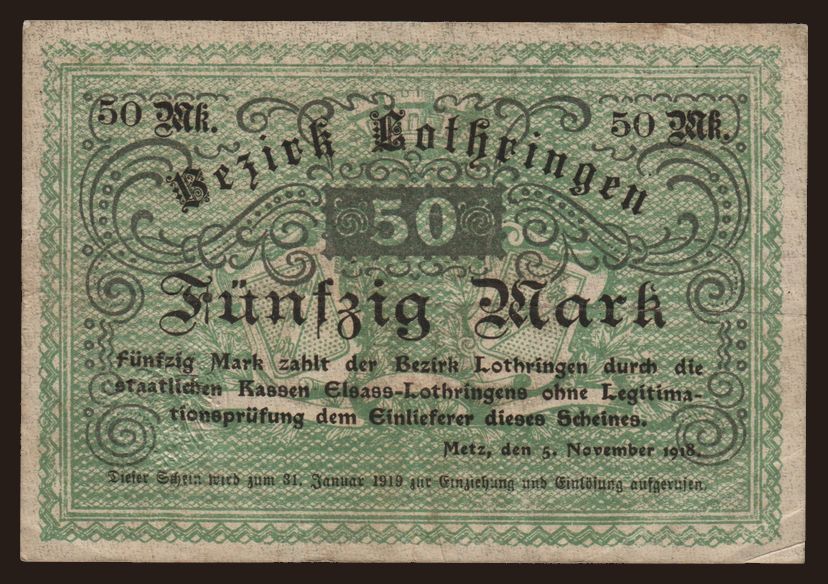 50 Mk.
50 Mk.
Bezirk Lothringen
50
Fünfzig Mark
Fünfzig Mark zahlt der Bezirk Lothringen durch die
staatlichen Kassen Elsass-Lothringens ohne Legitima-
tionsprüfung dem Einlieferer dieses Scheines.
Metz, den 5. November 1918.
Dieser Schein wird zum 31. Januar 1919 zur Einziehung und Einlösung aufgerufen.